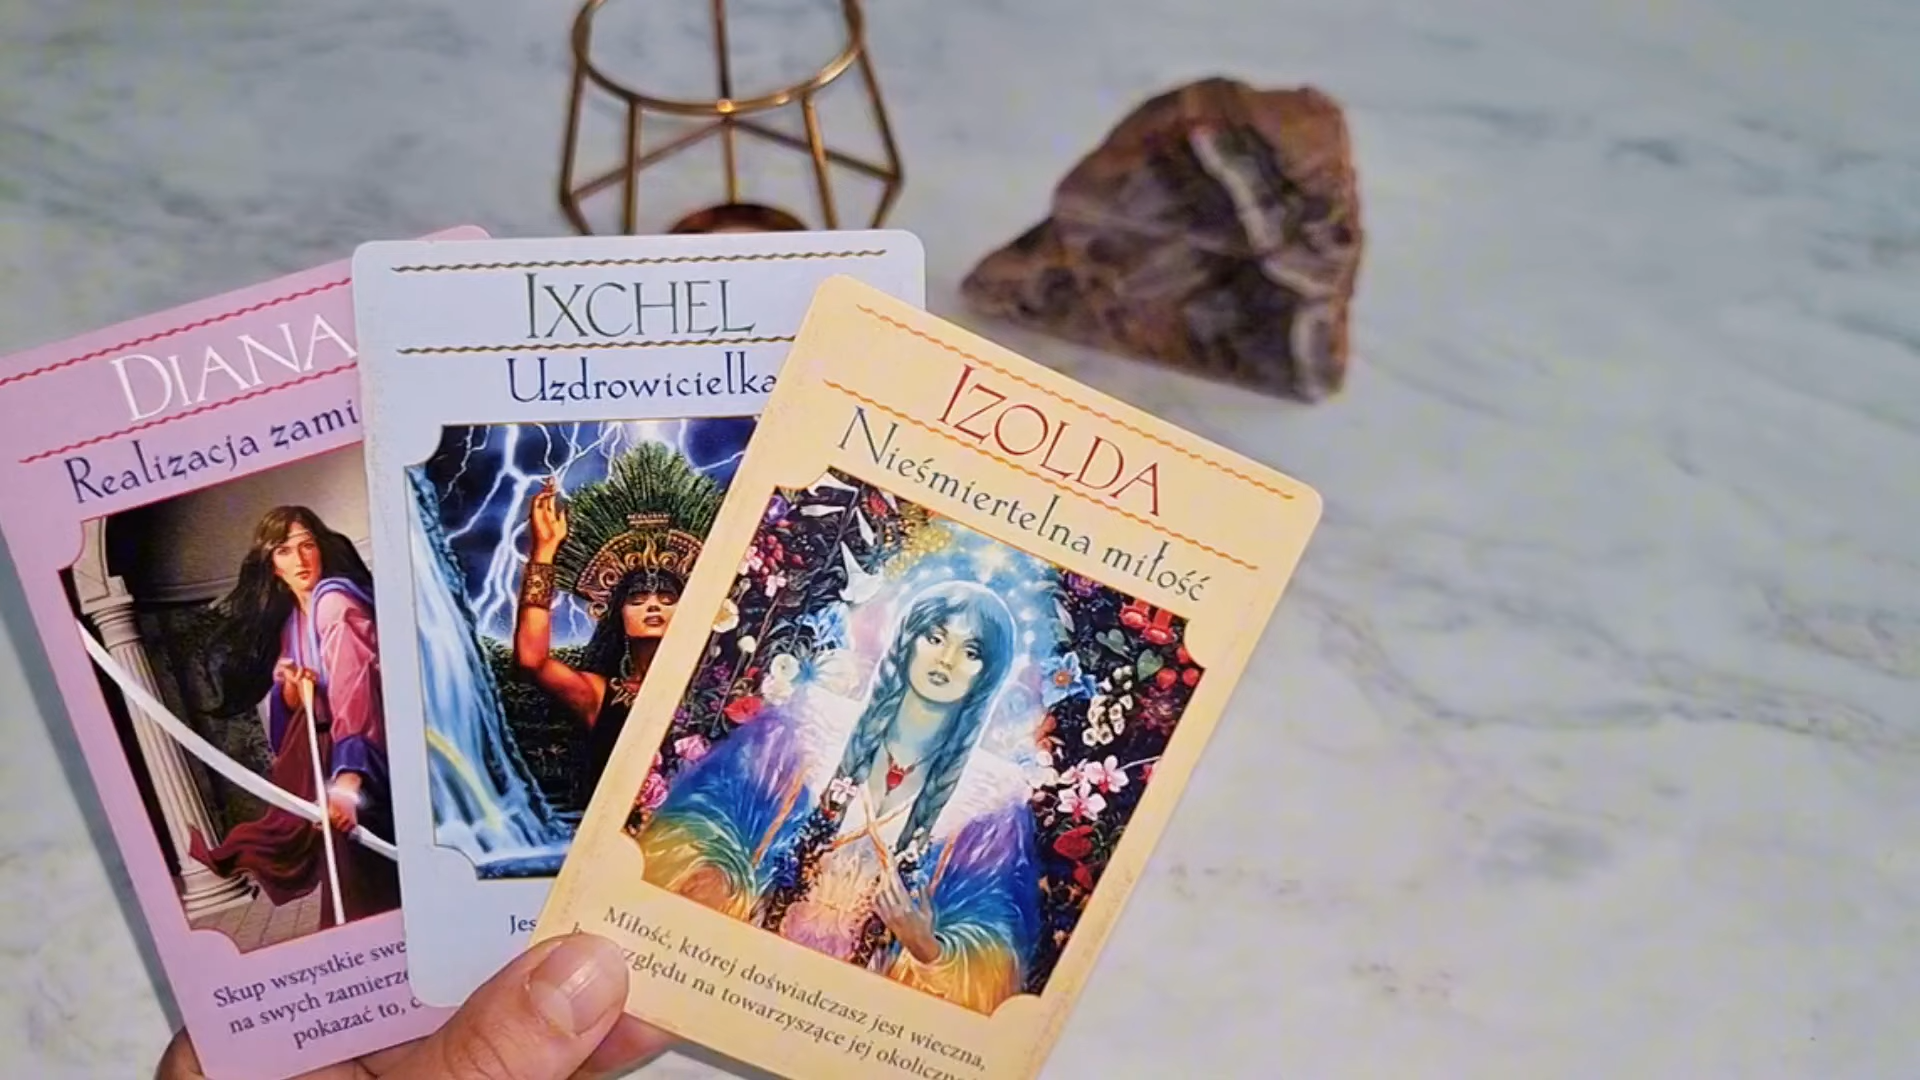 DIANA
Realizacja zami
Skup wszystkie swe
na swych zamierze
pokazać to, c
IXCHEL
Uzdrowicielka
Jes
IZOLDA
Nieśmiertelna miłość
Miłość, której doświadczasz jest wieczna,
względu na towarzyszące jej okoliczn